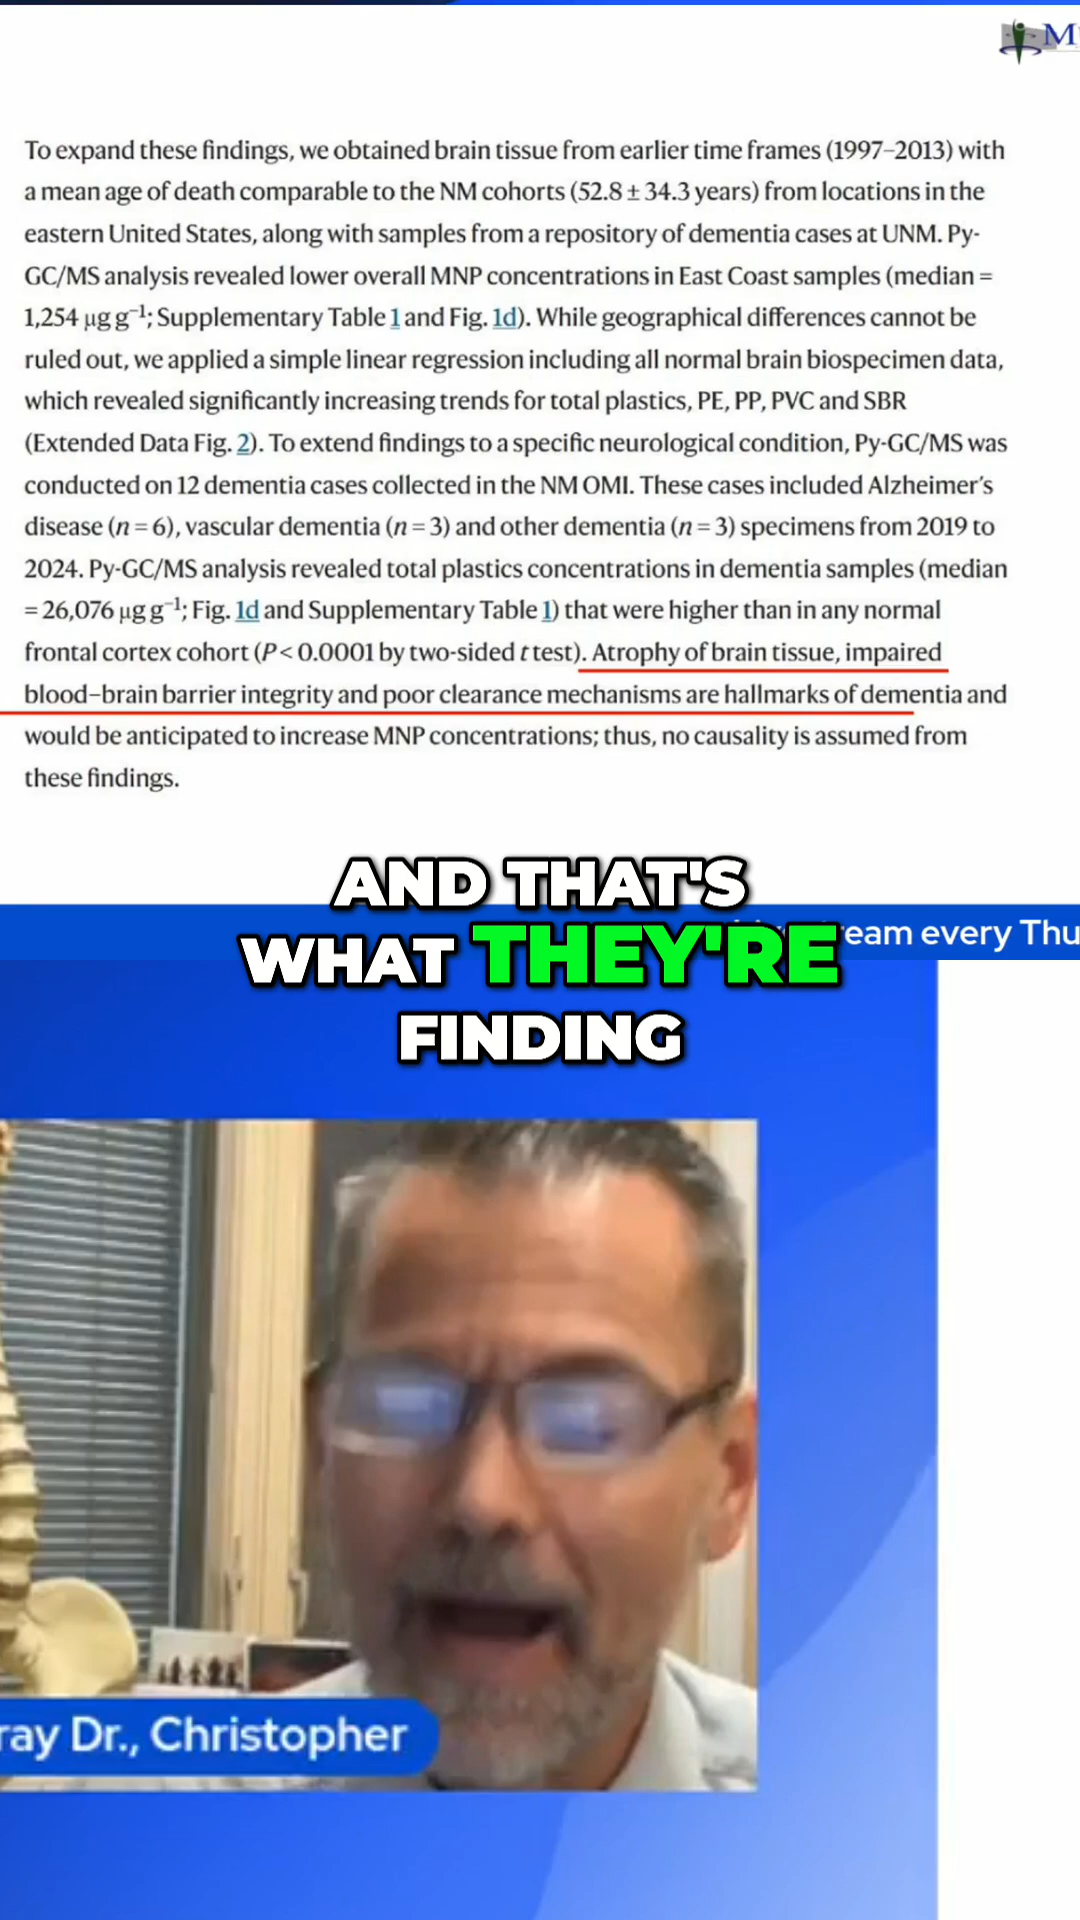 M
To expand these findings, we obtained brain tissue from earlier time frames (1997–2013) with
a mean age of death comparable to the NM cohorts (52.8 ± 34.3 years) from locations in the
eastern United States, along with samples from a repository of dementia cases at UNM. Py-
GC/MS analysis revealed lower overall MNP concentrations in East Coast samples (median =
1,254 µg g⁻¹; Supplementary Table 1 and Fig. 1d). While geographical differences cannot be
ruled out, we applied a simple linear regression including all normal brain biospecimen data,
which revealed significantly increasing trends for total plastics, PE, PP, PVC and SBR
(Extended Data Fig. 2). To extend findings to a specific neurological condition, Py-GC/MS was
conducted on 12 dementia cases collected in the NM OMI. These cases included Alzheimer's
disease (n = 6), vascular dementia (n = 3) and other dementia (n = 3) specimens from 2019 to
2024. Py-GC/MS analysis revealed total plastics concentrations in dementia samples (median
= 26,076 µg g⁻¹; Fig. 1d and Supplementary Table 1) that were higher than in any normal
frontal cortex cohort (P < 0.0001 by two-sided t test). Atrophy of brain tissue, impaired
blood–brain barrier integrity and poor clearance mechanisms are hallmarks of dementia and
would be anticipated to increase MNP concentrations; thus, no causality is assumed from
these findings.
AND THAT'S
WHAT THEY'RE
FINDING
eam every Thu
ray Dr., Christopher